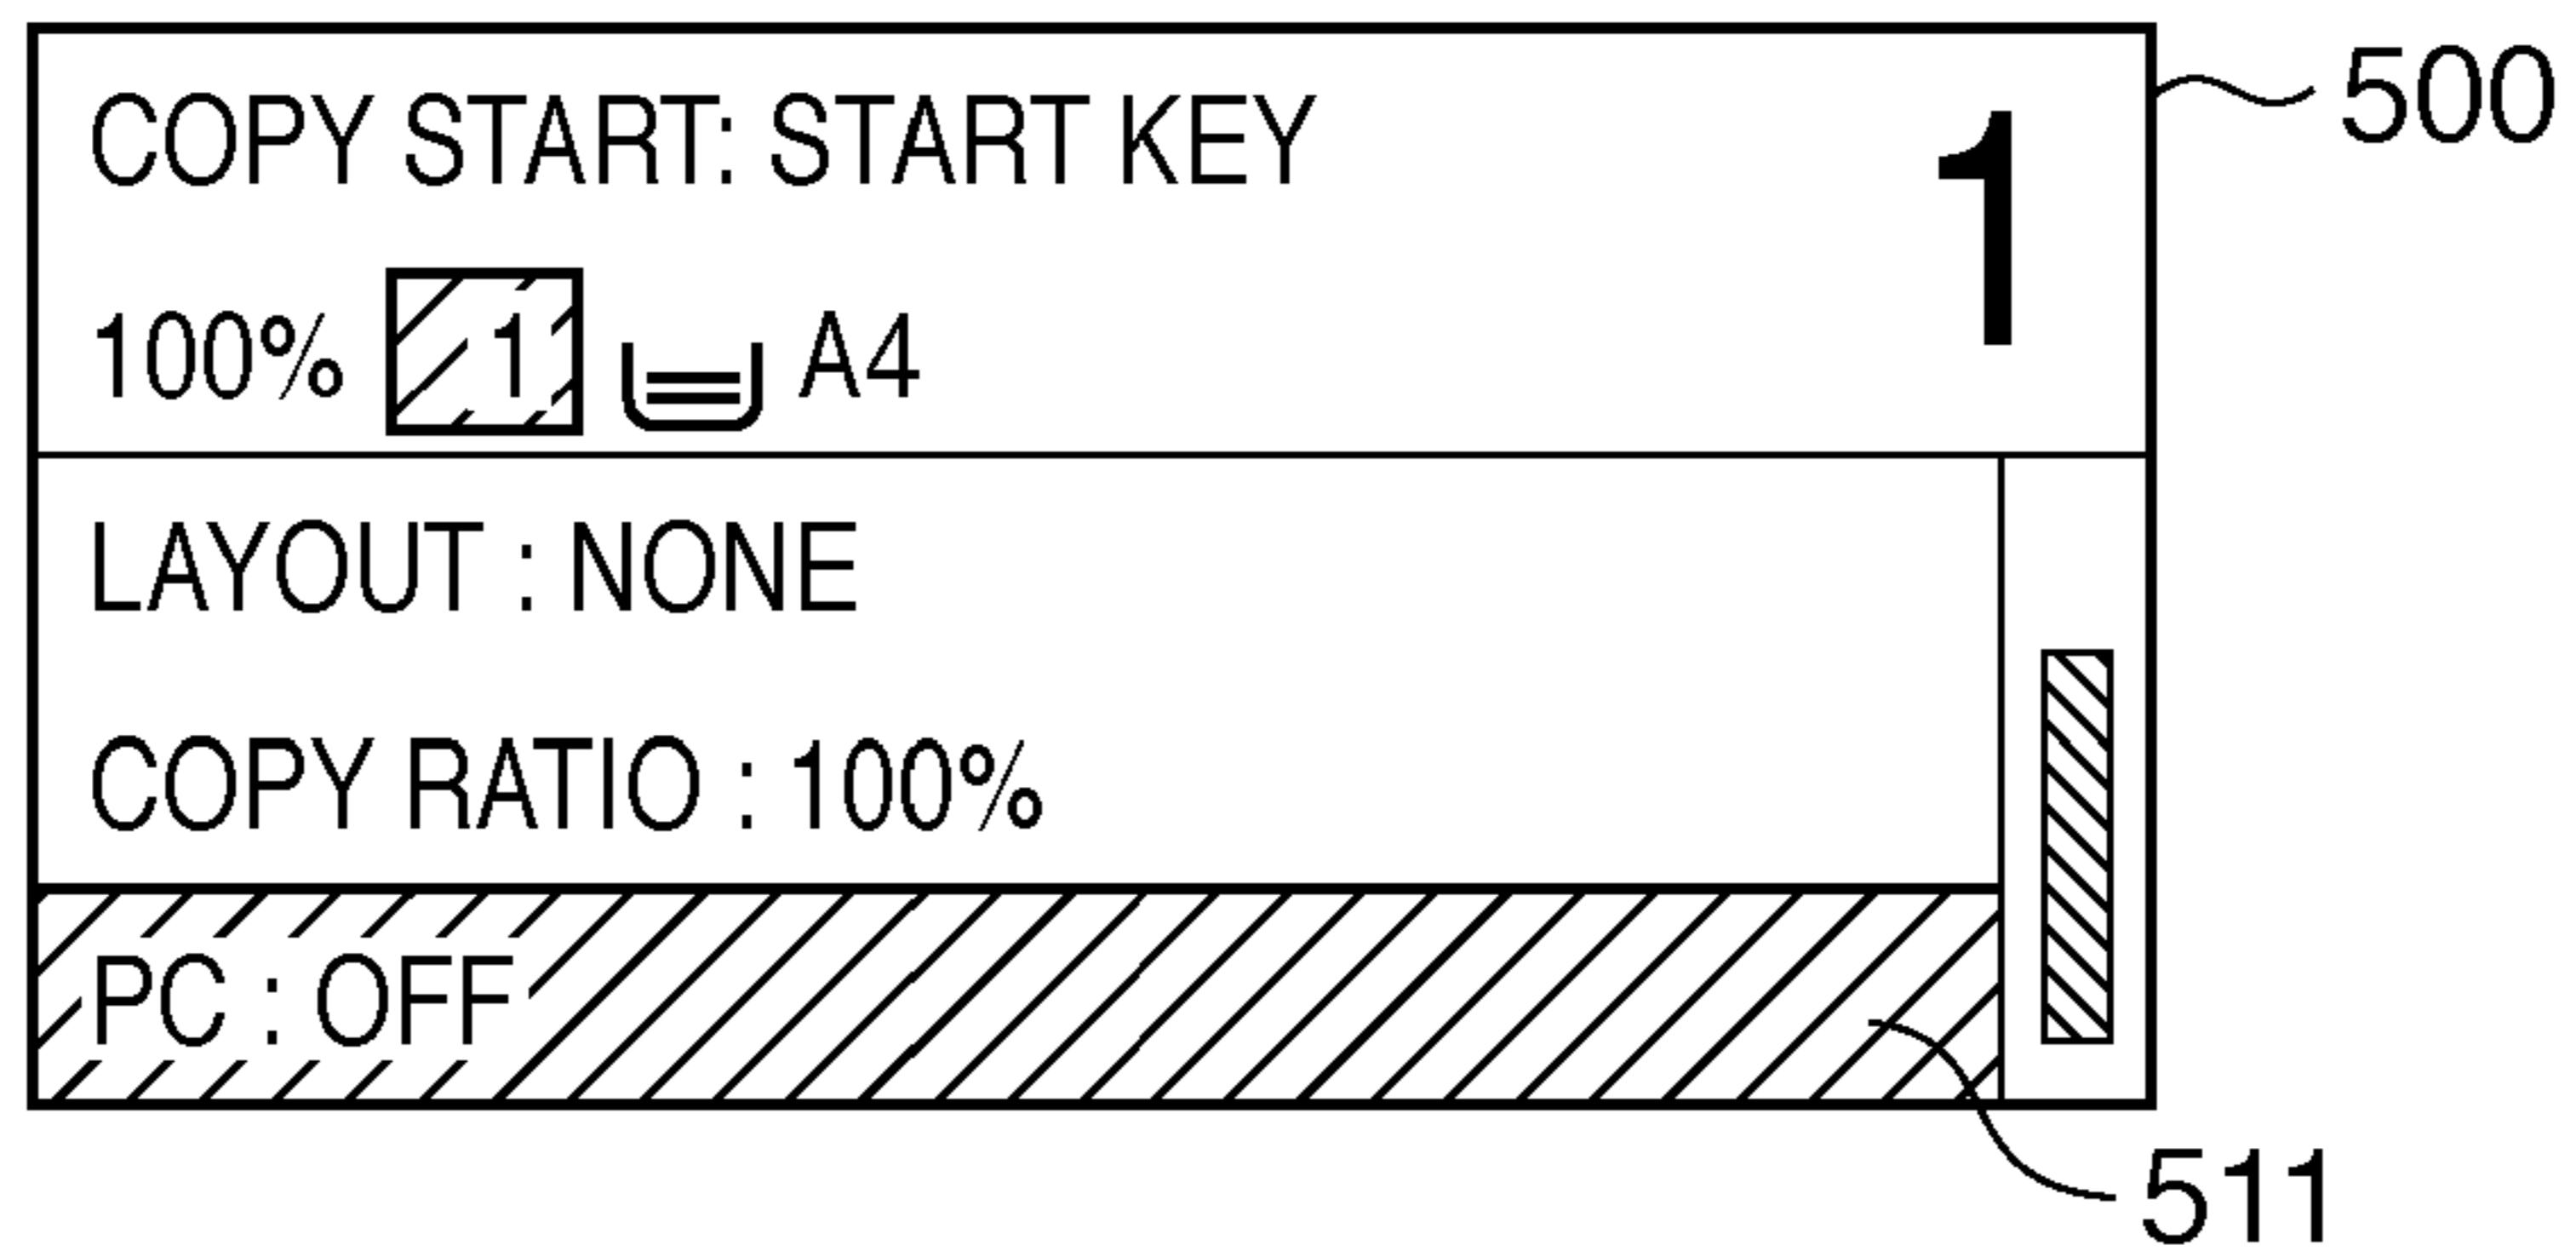 COPY START: START KEY
1
500
100% 1 A4
LAYOUT : NONE
COPY RATIO : 100%
PC : OFF
511